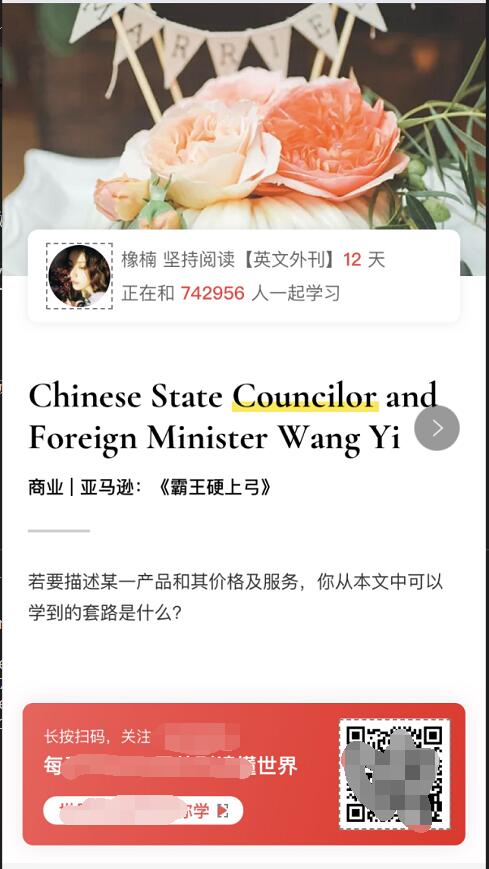 MARRIE
橡楠 坚持阅读【英文外刊】12 天
正在和 742956 人一起学习
Chinese State Councilor and
Foreign Minister Wang Yi
商业 | 亚马逊：《霸王硬上弓》
若要描述某一产品和其价格及服务，你从本文中可以
学到的套路是什么？
长按扫码，关注
每 懂世界
你学